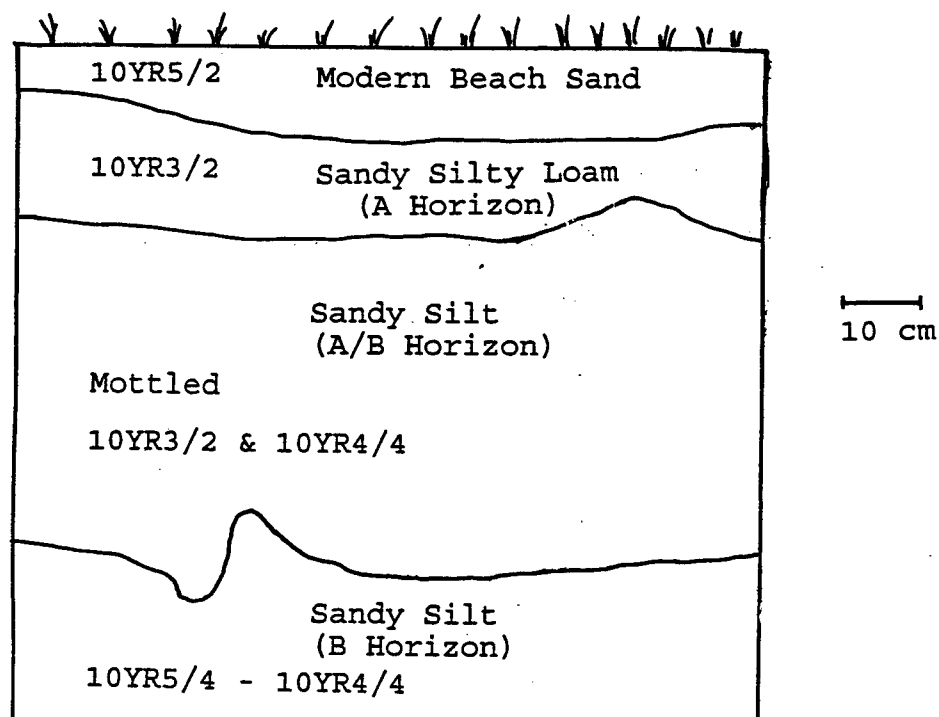 10YR5/2 Modern Beach Sand
10YR3/2 Sandy Silty Loam
(A Horizon)
Sandy Silt
(A/B Horizon)
10 cm
Mottled
10YR3/2 & 10YR4/4
Sandy Silt
(B Horizon)
10YR5/4 - 10YR4/4